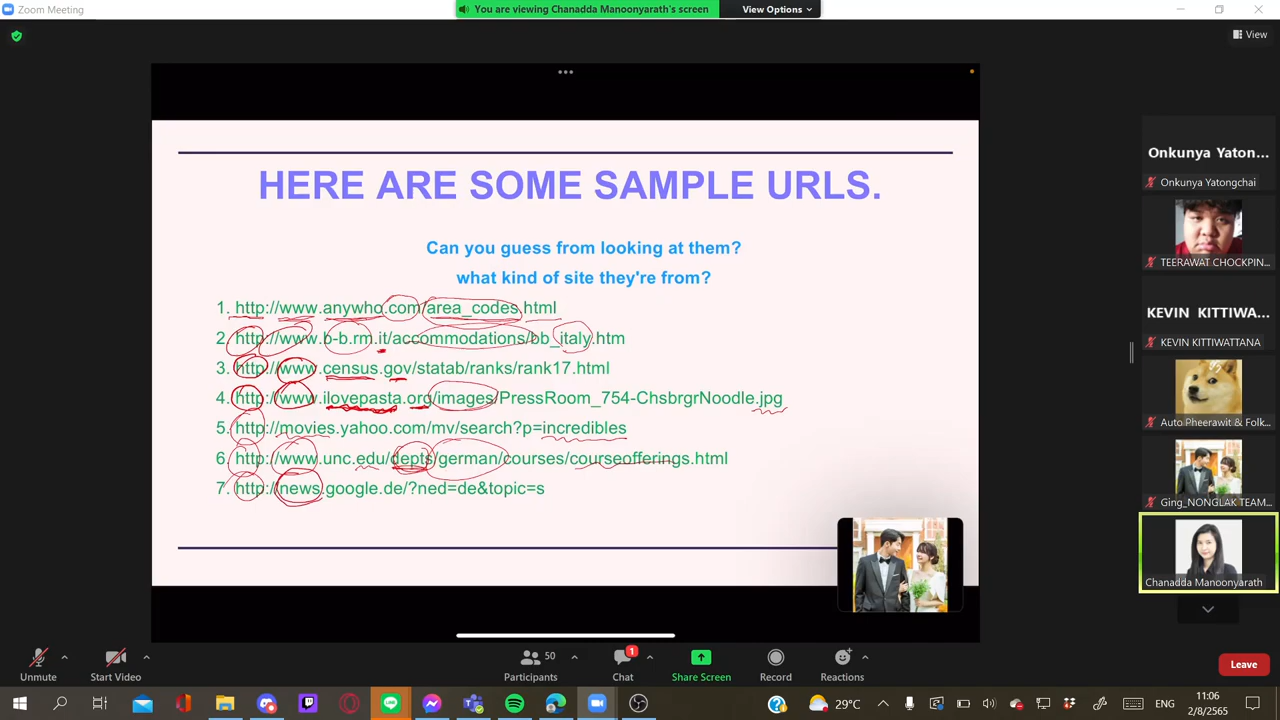 Zoom Meeting
You are viewing Chanadda Manoonyarath's screen
View Options
View
HERE ARE SOME SAMPLE URLS.
Can you guess from looking at them?
what kind of site they're from?
1. http://www.anywho.com/area_codes.html
2. http://www.b-b.rm.it/accommodations/bb_italy.htm
3. http://www.census.gov/statab/ranks/rank17.html
4. http://www.ilovepasta.org/images/PressRoom_754-ChsbrgrNoodle.jpg
5. http://movies.yahoo.com/mv/search?p=incredibles
6. http://www.unc.edu/depts/german/courses/courseofferings.html
7. http://news.google.de/?ned=de&topic=s
Onkunya Yaton...
Onkunya Yatongchai
TEERAWAT CHOCKPIN...
KEVIN KITTIWA...
KEVIN KITTIWATTANA
Auto Pheerawit & Folk...
Ging_NONGLAK TEAM...
Chanadda Manoonyarath
Unmute
Start Video
50
Participants
1
Chat
Share Screen
Record
Reactions
Leave
29°C
ENG
11:06
2/8/2565